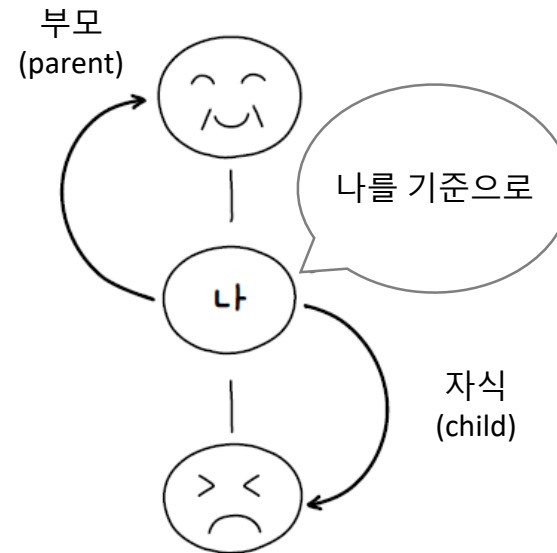 부모
(parent)
나를 기준으로
나
자식
(child)